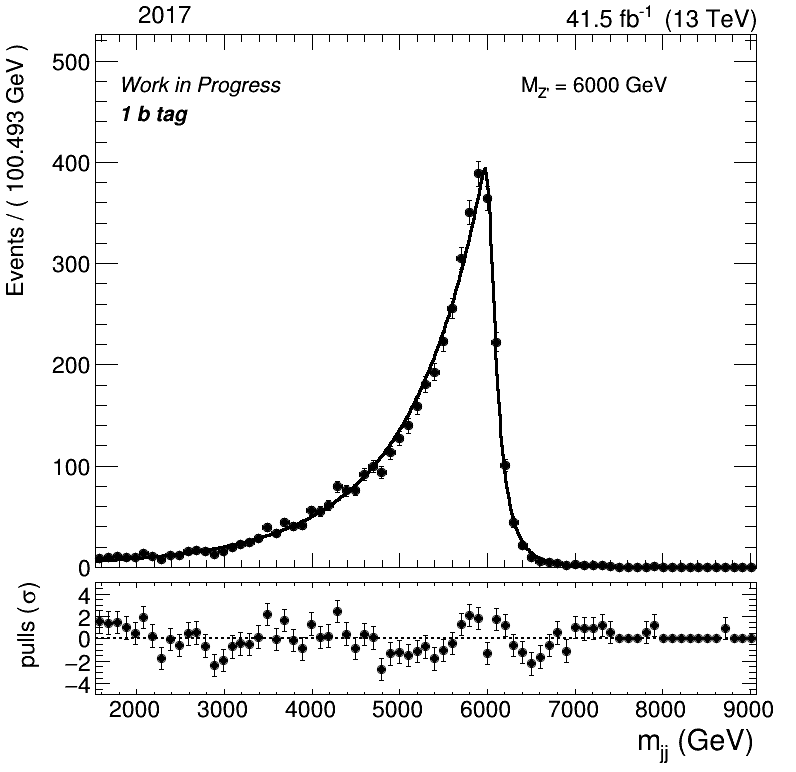 2017 41.5 fb⁻¹ (13 TeV)
Events / ( 100.493 GeV )
500
400
300
200
100
0
Work in Progress
1 b tag
M_Z' = 6000 GeV
pulls (σ)
4
2
0
−2
−4
2000 3000 4000 5000 6000 7000 8000 9000
m_jj (GeV)